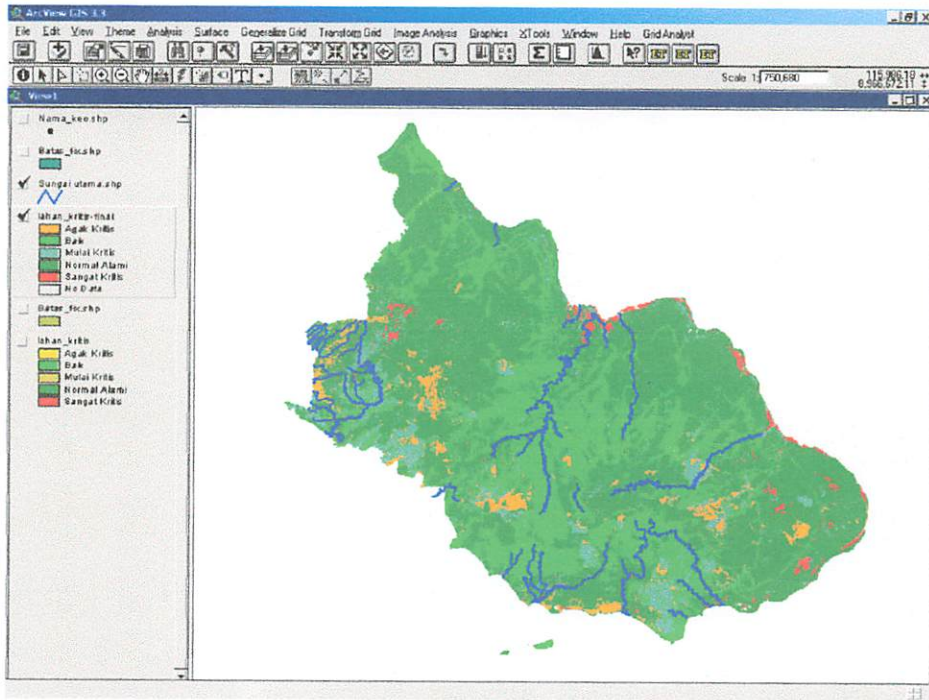 ArcView GIS 3.3
File Edit View Theme Analysis Surface Generalize Grid Transform Grid Image Analysis Graphics XTools Window Help Grid Analyst
Scale 1: 750,680
View1
Nama_kec.shp
Batas_fix.shp
Sungai utama.shp
lahan_kritis-final
Agak Kritis
Baik
Mulai Kritis
Normal Alami
Sangat Kritis
No Data
Batas_fix.shp
lahan_kritis
Agak Kritis
Baik
Mulai Kritis
Normal Alami
Sangat Kritis